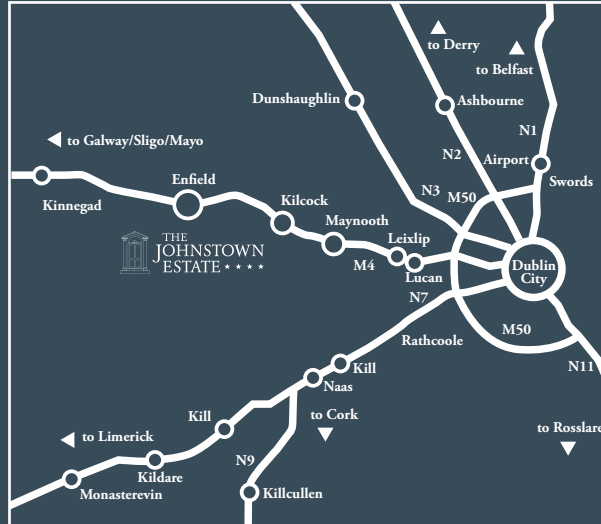 to Derry
to Belfast
Dunshaughlin
Ashbourne
N1
to Galway/Sligo/Mayo
N2
Airport
Enfield
Swords
N3
M50
Kinnegad
Kilcock
Maynooth
THE
JOHNSTOWN
ESTATE
Leixlip
M4
Lucan
Dublin
City
N7
M50
Rathcoole
Kill
N11
Naas
Kill
to Cork
to Limerick
to Rosslare
N9
Kildare
Monasterevin
Killcullen